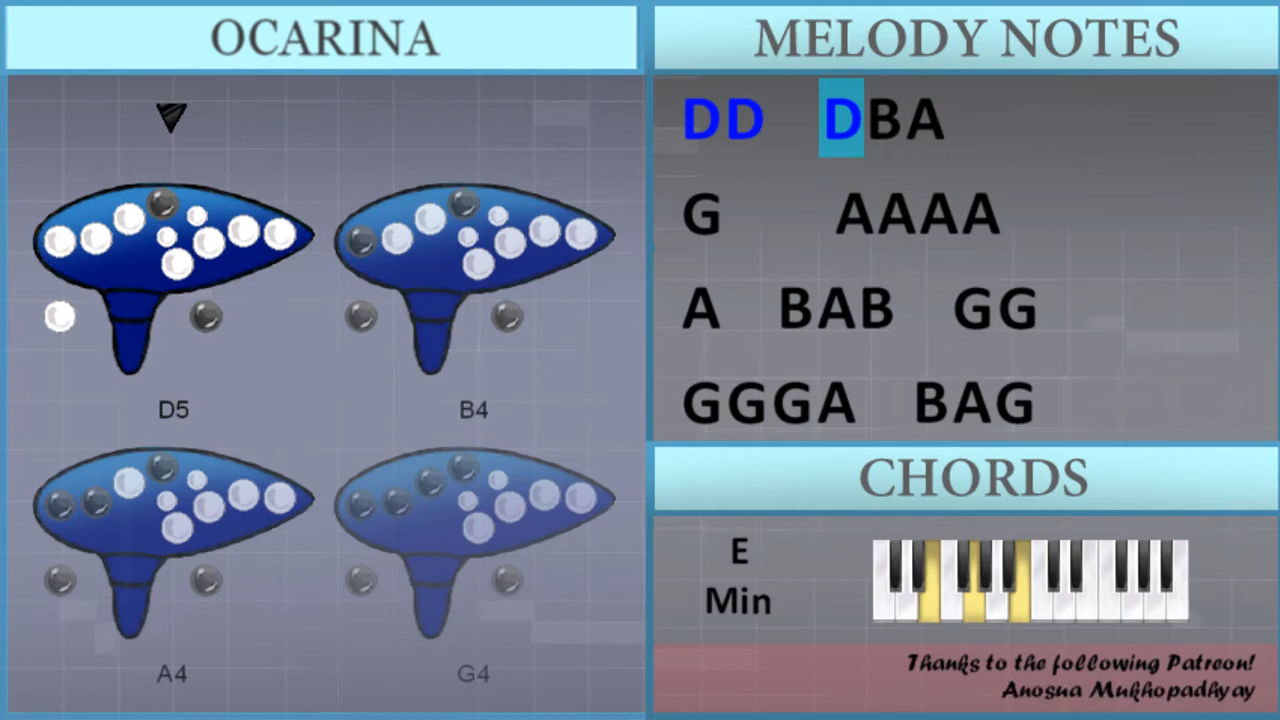 OCARINA
D5
B4
A4
G4
MELODY NOTES
DD DBA
G AAAA
A BAB GG
GGGA BAG
CHORDS
E
Min
Thanks to the following Patreon!
Anosua Mukhopadhyay